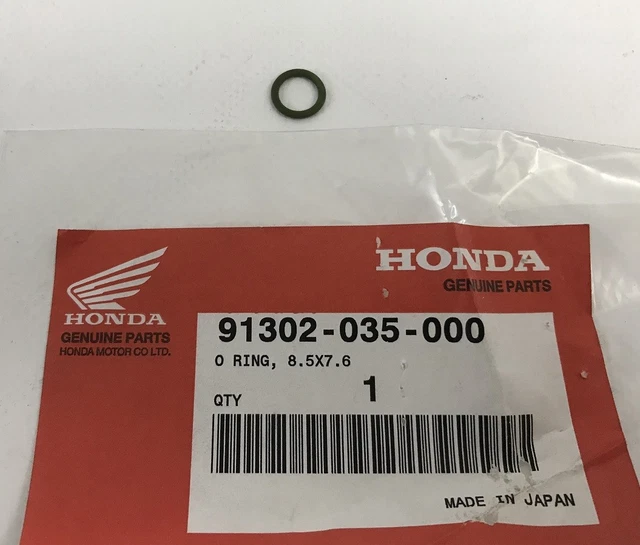 HONDA
GENUINE PARTS
HONDA MOTOR CO LTD.
HONDA
GENUINE PARTS
91302-035-000
O RING, 8.5X7.6
QTY 1
MADE IN JAPAN